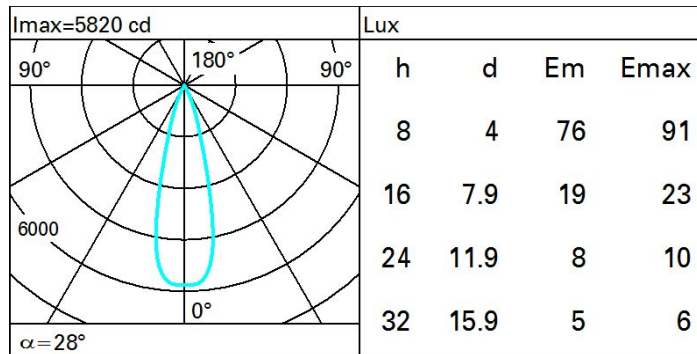 Imax=5820 cd
Lux
90° 180° 90°
6000
0°
α=28°
h d Em Emax
8 4 76 91
16 7.9 19 23
24 11.9 8 10
32 15.9 5 6